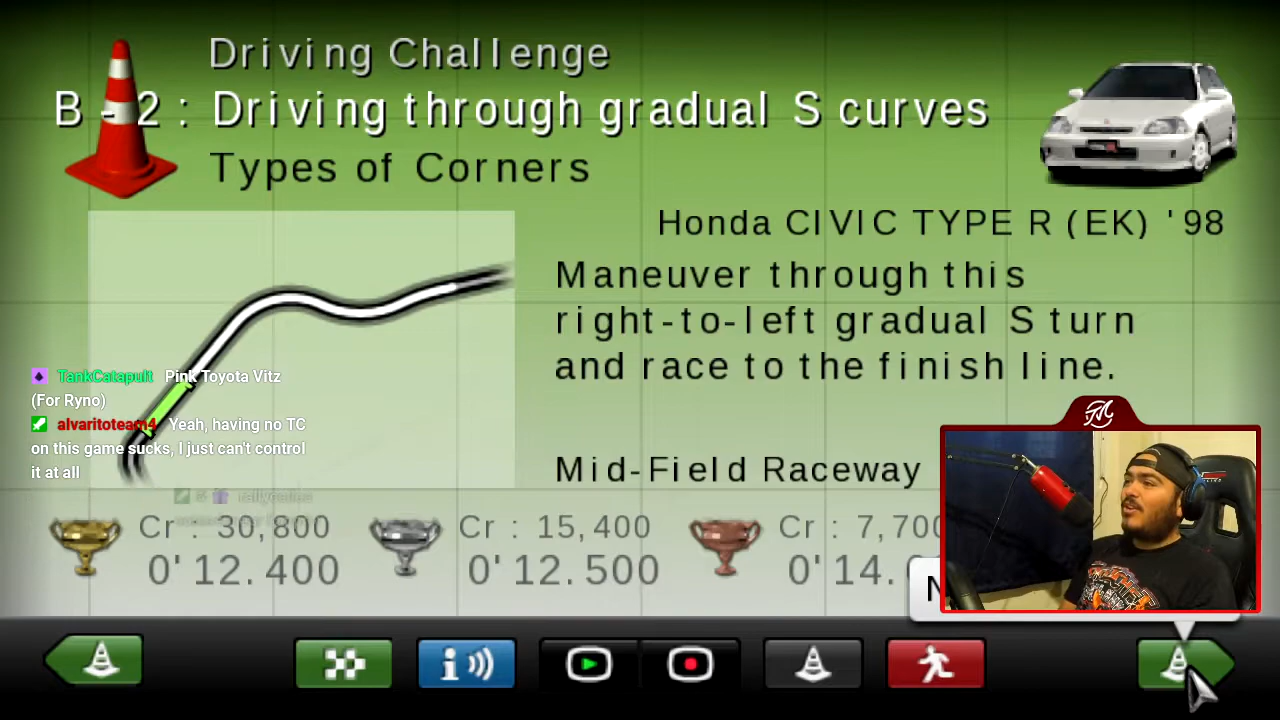 Driving Challenge
B - 2 : Driving through gradual S curves
Types of Corners
Honda CIVIC TYPE R (EK) '98
Maneuver through this
right-to-left gradual S turn
and race to the finish line.
TankCatapult Pink Toyota Vitz
(For Ryno)
alvaritoteam4 Yeah, having no TC
on this game sucks, I just can't control
it at all
Mid-Field Raceway
Cr : 30,800
Cr : 15,400
Cr : 7,700
0'12.400
0'12.500
0'14.
N